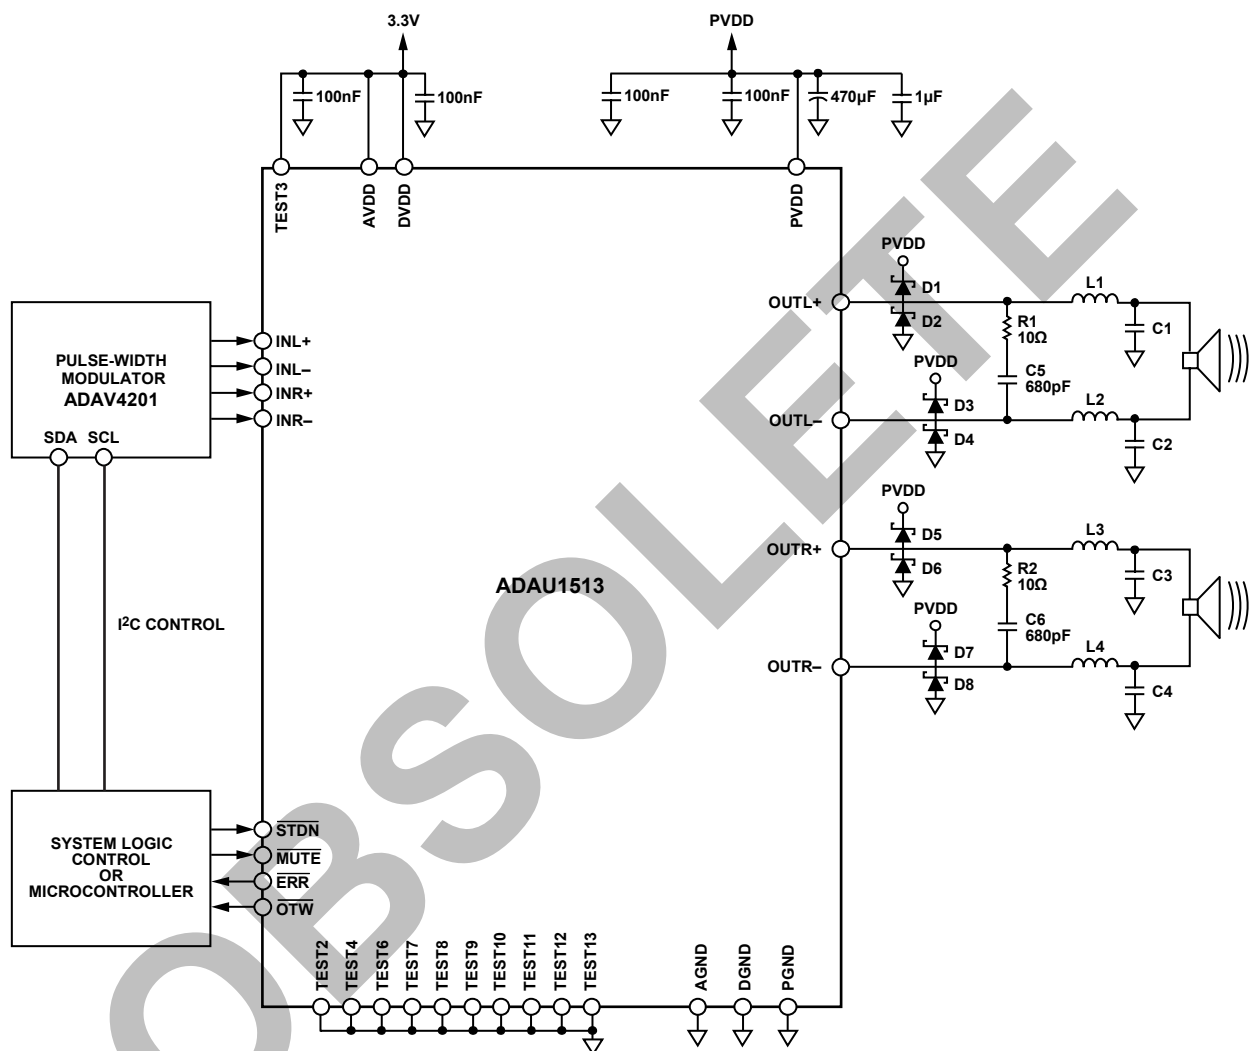 3.3V
PVDD
100nF
100nF
100nF
100nF
470µF
1µF
TEST3
AVDD
DVDD
PVDD
PULSE-WIDTH
MODULATOR
ADAV4201
SDA SCL
INL+
INL–
INR+
INR–
I2C CONTROL
ADAU1513
SYSTEM LOGIC
CONTROL
OR
MICROCONTROLLER
STDN
MUTE
ERR
OTW
OUTL+
OUTL–
OUTR+
OUTR–
PVDD
D1
D2
PVDD
D3
D4
R1
10Ω
C5
680pF
L1
C1
L2
C2
PVDD
D5
D6
PVDD
D7
D8
R2
10Ω
C6
680pF
L3
C3
L4
C4
TEST2
TEST4
TEST6
TEST7
TEST8
TEST9
TEST10
TEST11
TEST12
TEST13
AGND
DGND
PGND
OBSOLETE